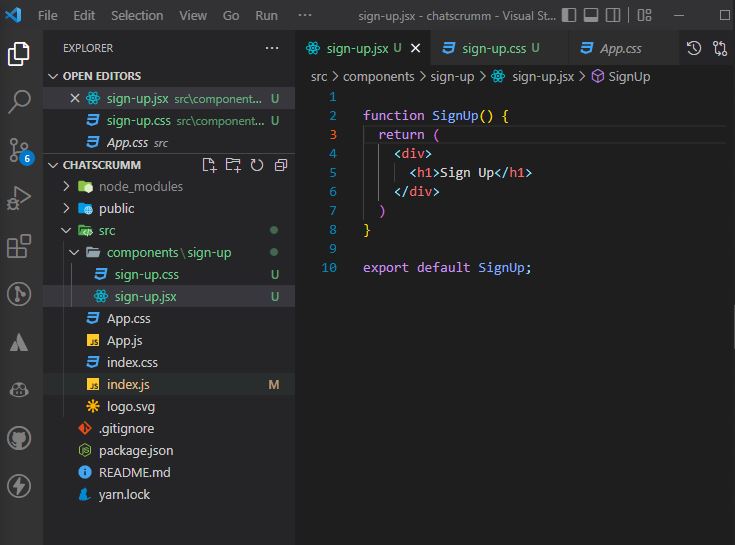 File Edit Selection View Go Run ··· sign-up.jsx - chatscrumm - Visual St...
EXPLORER ···
OPEN EDITORS
sign-up.jsx src\component... U
sign-up.css src\component... U
App.css src
CHATSCRUMM
node_modules
public
src
components\sign-up
sign-up.css U
sign-up.jsx U
App.css
App.js
index.css
index.js M
logo.svg
.gitignore
package.json
README.md
yarn.lock
6
sign-up.jsx U sign-up.css U App.css
src > components > sign-up > sign-up.jsx > SignUp
1
2 function SignUp() {
3 return (
4 <div>
5 <h1>Sign Up</h1>
6 </div>
7 )
8 }
9
10 export default SignUp;